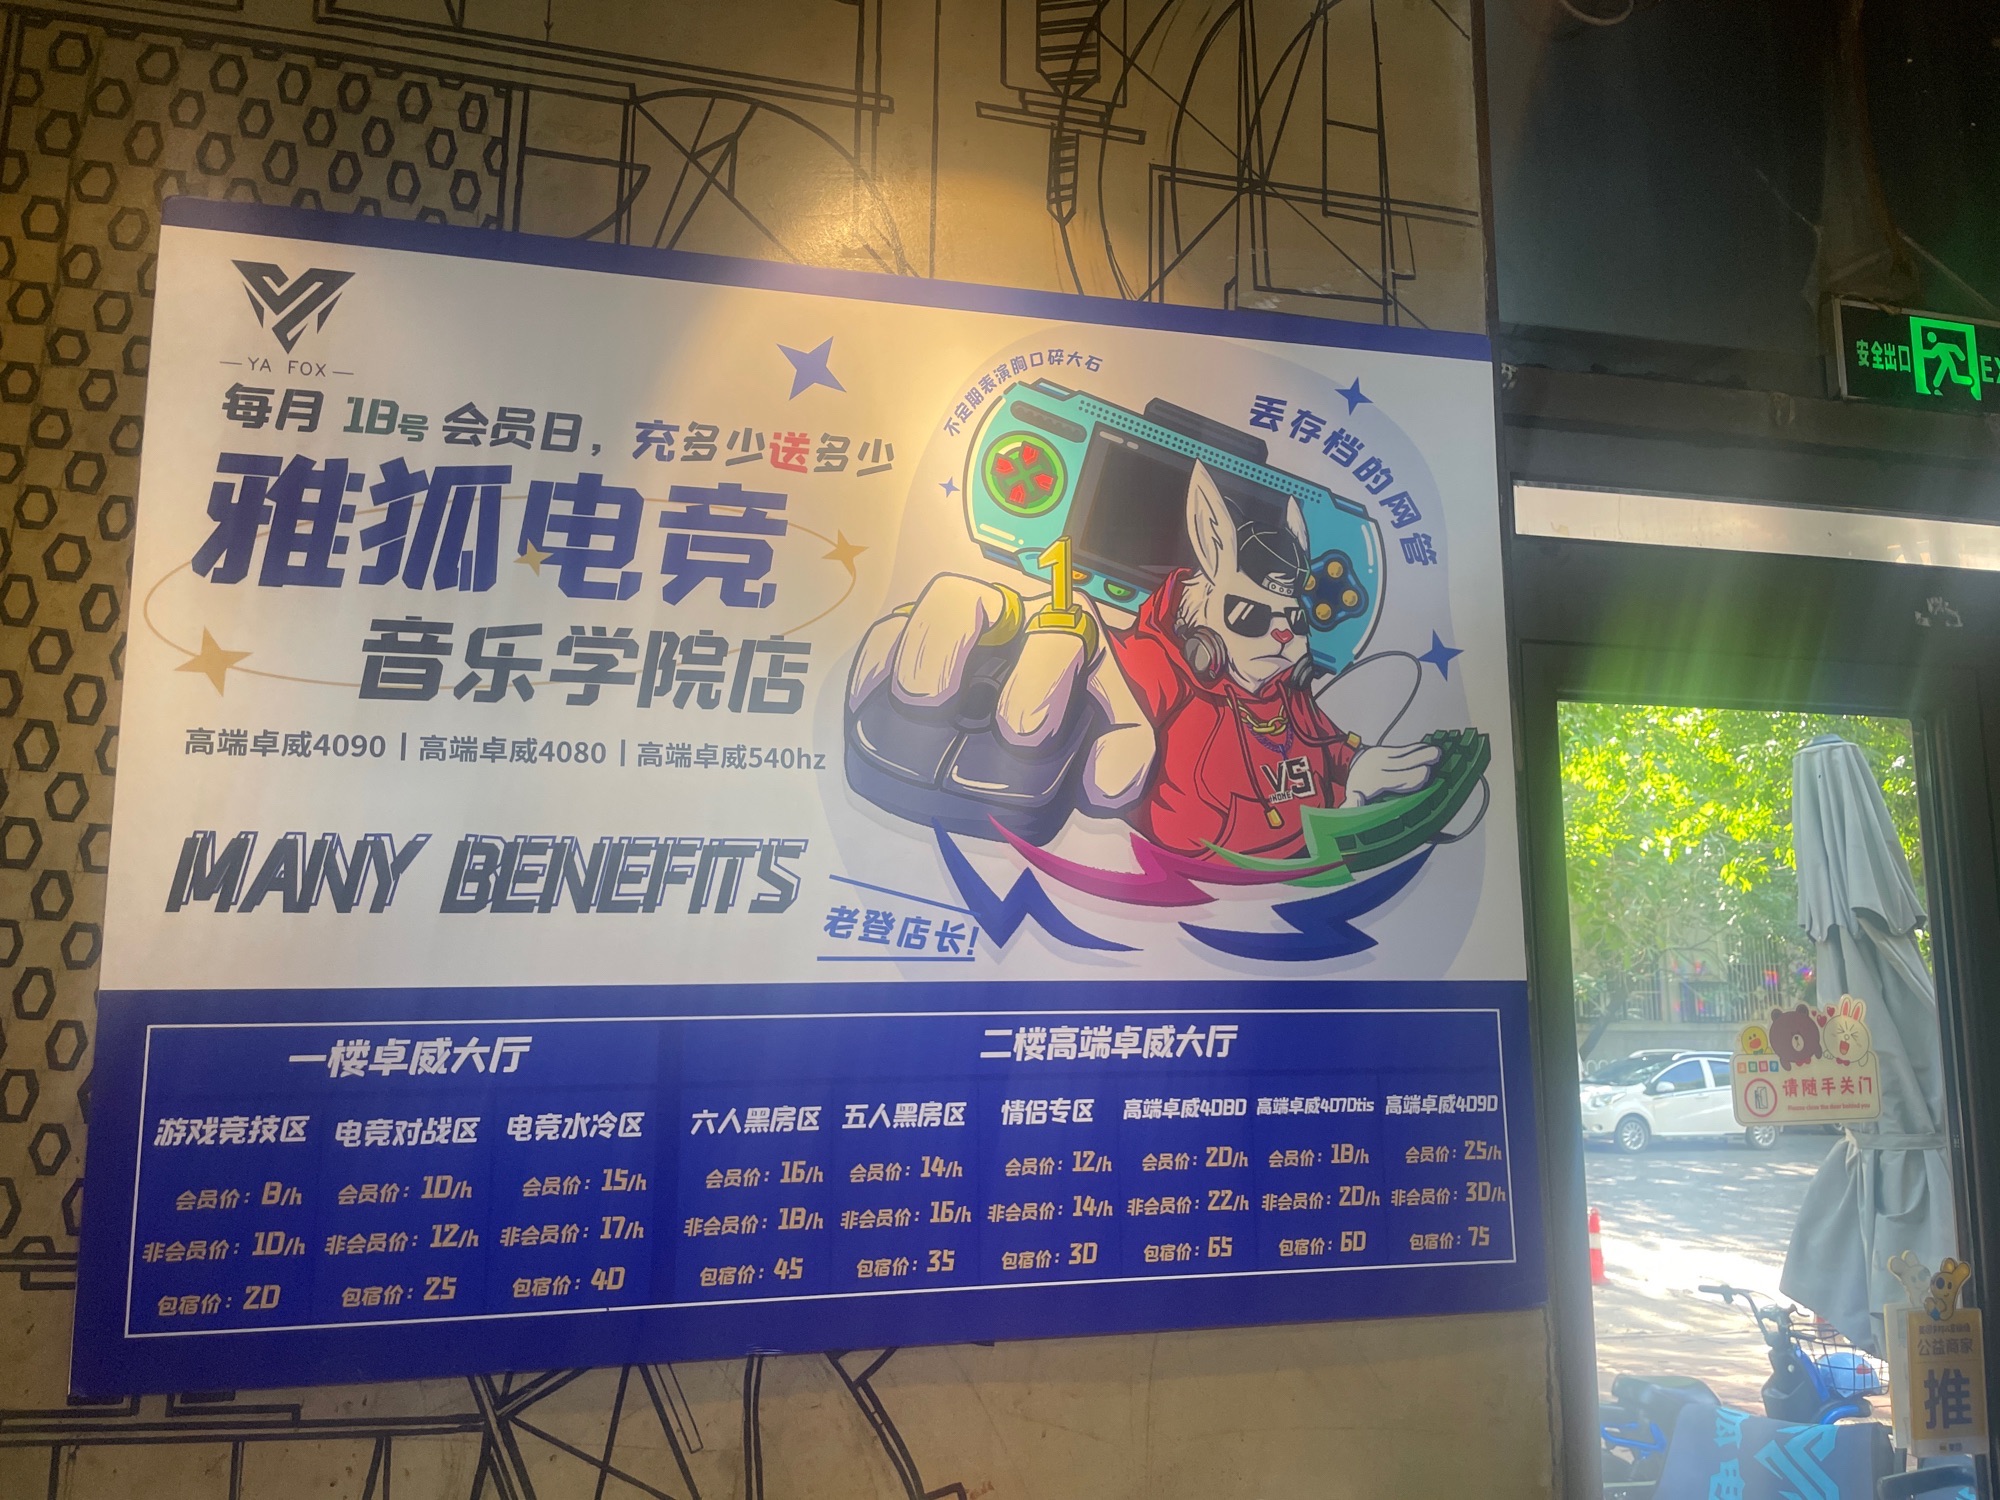 YA FOX
每月 18号 会员日，充多少送多少
雅狐电竞
音乐学院店
高端卓威4090丨高端卓威4080丨高端卓威540hz
MANY BENEFITS
不定期表演胸口碎大石
丢存档的网管
VS
老登店长!
一楼卓威大厅
二楼高端卓威大厅
游戏竞技区 电竞对战区 电竞水冷区 六人黑房区 五人黑房区 情侣专区 高端卓威4080 高端卓威4070tis 高端卓威4090
会员价：8/h 会员价：10/h 会员价：15/h 会员价：16/h 会员价：14/h 会员价：12/h 会员价：20/h 会员价：18/h 会员价：25/h
非会员价：10/h 非会员价：12/h 非会员价：17/h 非会员价：18/h 非会员价：16/h 非会员价：14/h 非会员价：22/h 非会员价：20/h 非会员价：30/h
包宿价：20 包宿价：25 包宿价：40 包宿价：45 包宿价：35 包宿价：30 包宿价：65 包宿价：60 包宿价：75
安全出口 EX
请随手关门
Please close the door behind you
公益商家
推